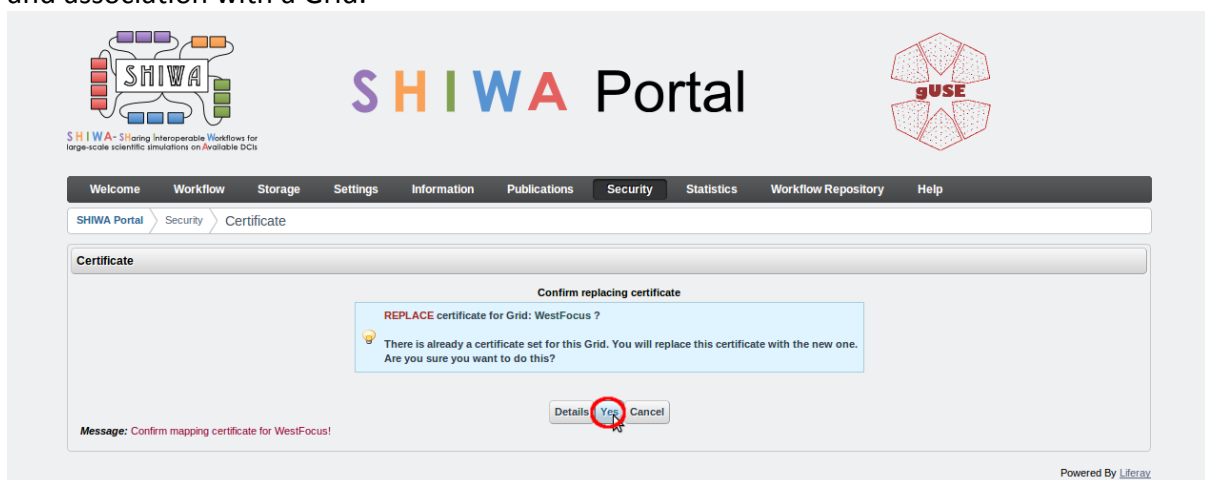 and association with a Grid.
SHIWA
SHIWA- SHaring Interoperable Workflows for
large-scale scientific simulations on Available DCIs
SHIWA Portal
gUSE
Welcome Workflow Storage Settings Information Publications Security Statistics Workflow Repository Help
SHIWA Portal Security Certificate
Certificate
Confirm replacing certificate
REPLACE certificate for Grid: WestFocus ?
There is already a certificate set for this Grid. You will replace this certificate with the new one.
Are you sure you want to do this?
Details Yes Cancel
Message: Confirm mapping certificate for WestFocus!
Powered By Liferay